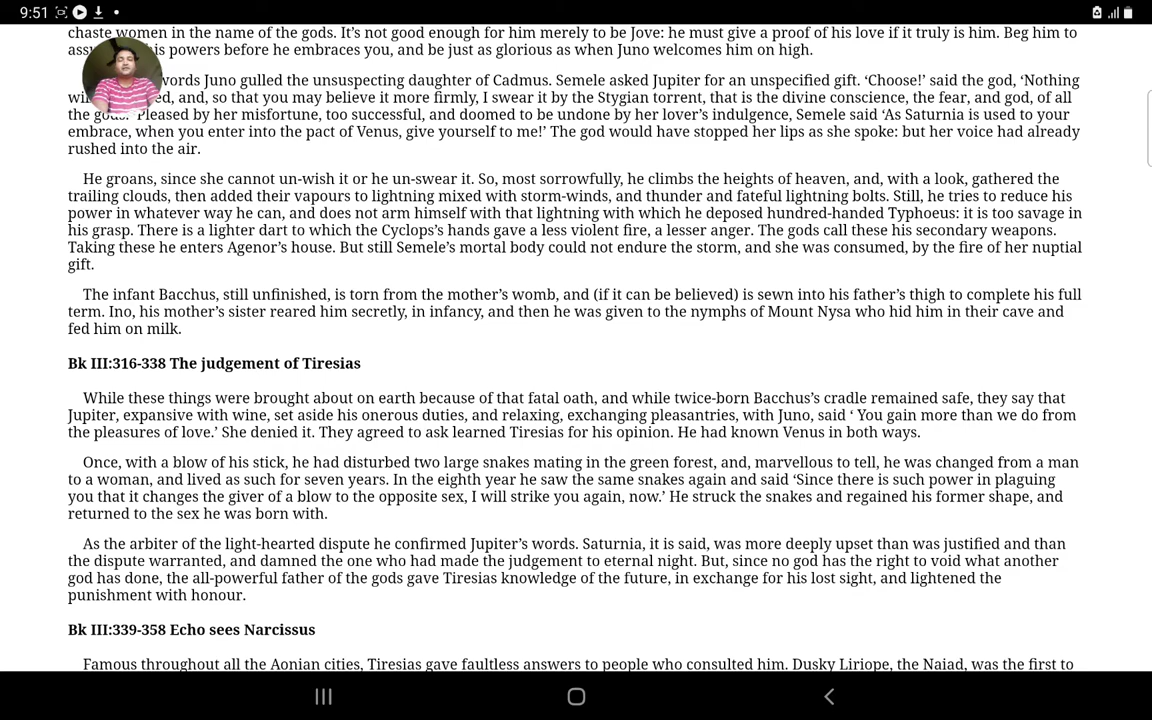 9:51
chaste women in the name of the gods. It’s not good enough for him merely to be Jove: he must give a proof of his love if it truly is him. Beg him to
his powers before he embraces you, and be just as glorious as when Juno welcomes him on high.
words Juno gulled the unsuspecting daughter of Cadmus. Semele asked Jupiter for an unspecified gift. ‘Choose!’ said the god, ‘Nothing
and, so that you may believe it more firmly, I swear it by the Stygian torrent, that is the divine conscience, the fear, and god, of all
the Pleased by her misfortune, too successful, and doomed to be undone by her lover’s indulgence, Semele said ‘As Saturnia is used to your
embrace, when you enter into the pact of Venus, give yourself to me!’ The god would have stopped her lips as she spoke: but her voice had already
rushed into the air.
He groans, since she cannot un-wish it or he un-swear it. So, most sorrowfully, he climbs the heights of heaven, and, with a look, gathered the
trailing clouds, then added their vapours to lightning mixed with storm-winds, and thunder and fateful lightning bolts. Still, he tries to reduce his
power in whatever way he can, and does not arm himself with that lightning with which he deposed hundred-handed Typhoeus: it is too savage in
his grasp. There is a lighter dart to which the Cyclops’s hands gave a less violent fire, a lesser anger. The gods call these his secondary weapons.
Taking these he enters Agenor’s house. But still Semele’s mortal body could not endure the storm, and she was consumed, by the fire of her nuptial
gift.
The infant Bacchus, still unfinished, is torn from the mother’s womb, and (if it can be believed) is sewn into his father’s thigh to complete his full
term. Ino, his mother’s sister reared him secretly, in infancy, and then he was given to the nymphs of Mount Nysa who hid him in their cave and
fed him on milk.
Bk III:316-338 The judgement of Tiresias
While these things were brought about on earth because of that fatal oath, and while twice-born Bacchus’s cradle remained safe, they say that
Jupiter, expansive with wine, set aside his onerous duties, and relaxing, exchanging pleasantries, with Juno, said ‘ You gain more than we do from
the pleasures of love.’ She denied it. They agreed to ask learned Tiresias for his opinion. He had known Venus in both ways.
Once, with a blow of his stick, he had disturbed two large snakes mating in the green forest, and, marvellous to tell, he was changed from a man
to a woman, and lived as such for seven years. In the eighth year he saw the same snakes again and said ‘Since there is such power in plaguing
you that it changes the giver of a blow to the opposite sex, I will strike you again, now.’ He struck the snakes and regained his former shape, and
returned to the sex he was born with.
As the arbiter of the light-hearted dispute he confirmed Jupiter’s words. Saturnia, it is said, was more deeply upset than was justified and than
the dispute warranted, and damned the one who had made the judgement to eternal night. But, since no god has the right to void what another
god has done, the all-powerful father of the gods gave Tiresias knowledge of the future, in exchange for his lost sight, and lightened the
punishment with honour.
Bk III:339-358 Echo sees Narcissus
Famous throughout all the Aonian cities, Tiresias gave faultless answers to people who consulted him. Dusky Liriope, the Naiad, was the first to